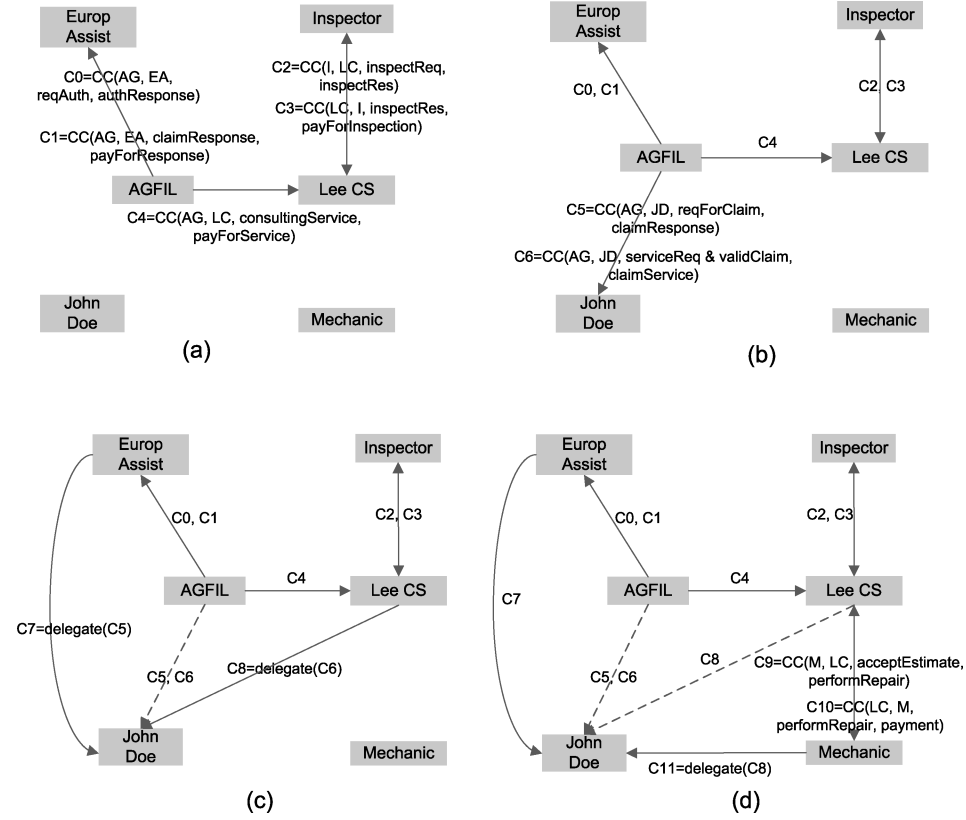 Europ
Assist
Inspector
C0=CC(AG, EA,
reqAuth, authResponse)
C2=CC(I, LC, inspectReq,
inspectRes)
C3=CC(LC, I, inspectRes,
payForInspection)
C1=CC(AG, EA, claimResponse,
payForResponse)
AGFIL
Lee CS
C4=CC(AG, LC, consultingService,
payForService)
John
Doe
Mechanic
(a)
Europ
Assist
Inspector
C0, C1
C2, C3
AGFIL
C4
Lee CS
C5=CC(AG, JD, reqForClaim,
claimResponse)
C6=CC(AG, JD, serviceReq & validClaim,
claimService)
John
Doe
Mechanic
(b)
Europ
Assist
Inspector
C0, C1
C2, C3
AGFIL
C4
Lee CS
C7=delegate(C5)
C5, C6
C8=delegate(C6)
John
Doe
Mechanic
(c)
Europ
Assist
Inspector
C0, C1
C2, C3
AGFIL
C4
Lee CS
C7
C5, C6
C8
C9=CC(M, LC, acceptEstimate,
performRepair)
C10=CC(LC, M,
performRepair, payment)
John
Doe
Mechanic
C11=delegate(C8)
(d)